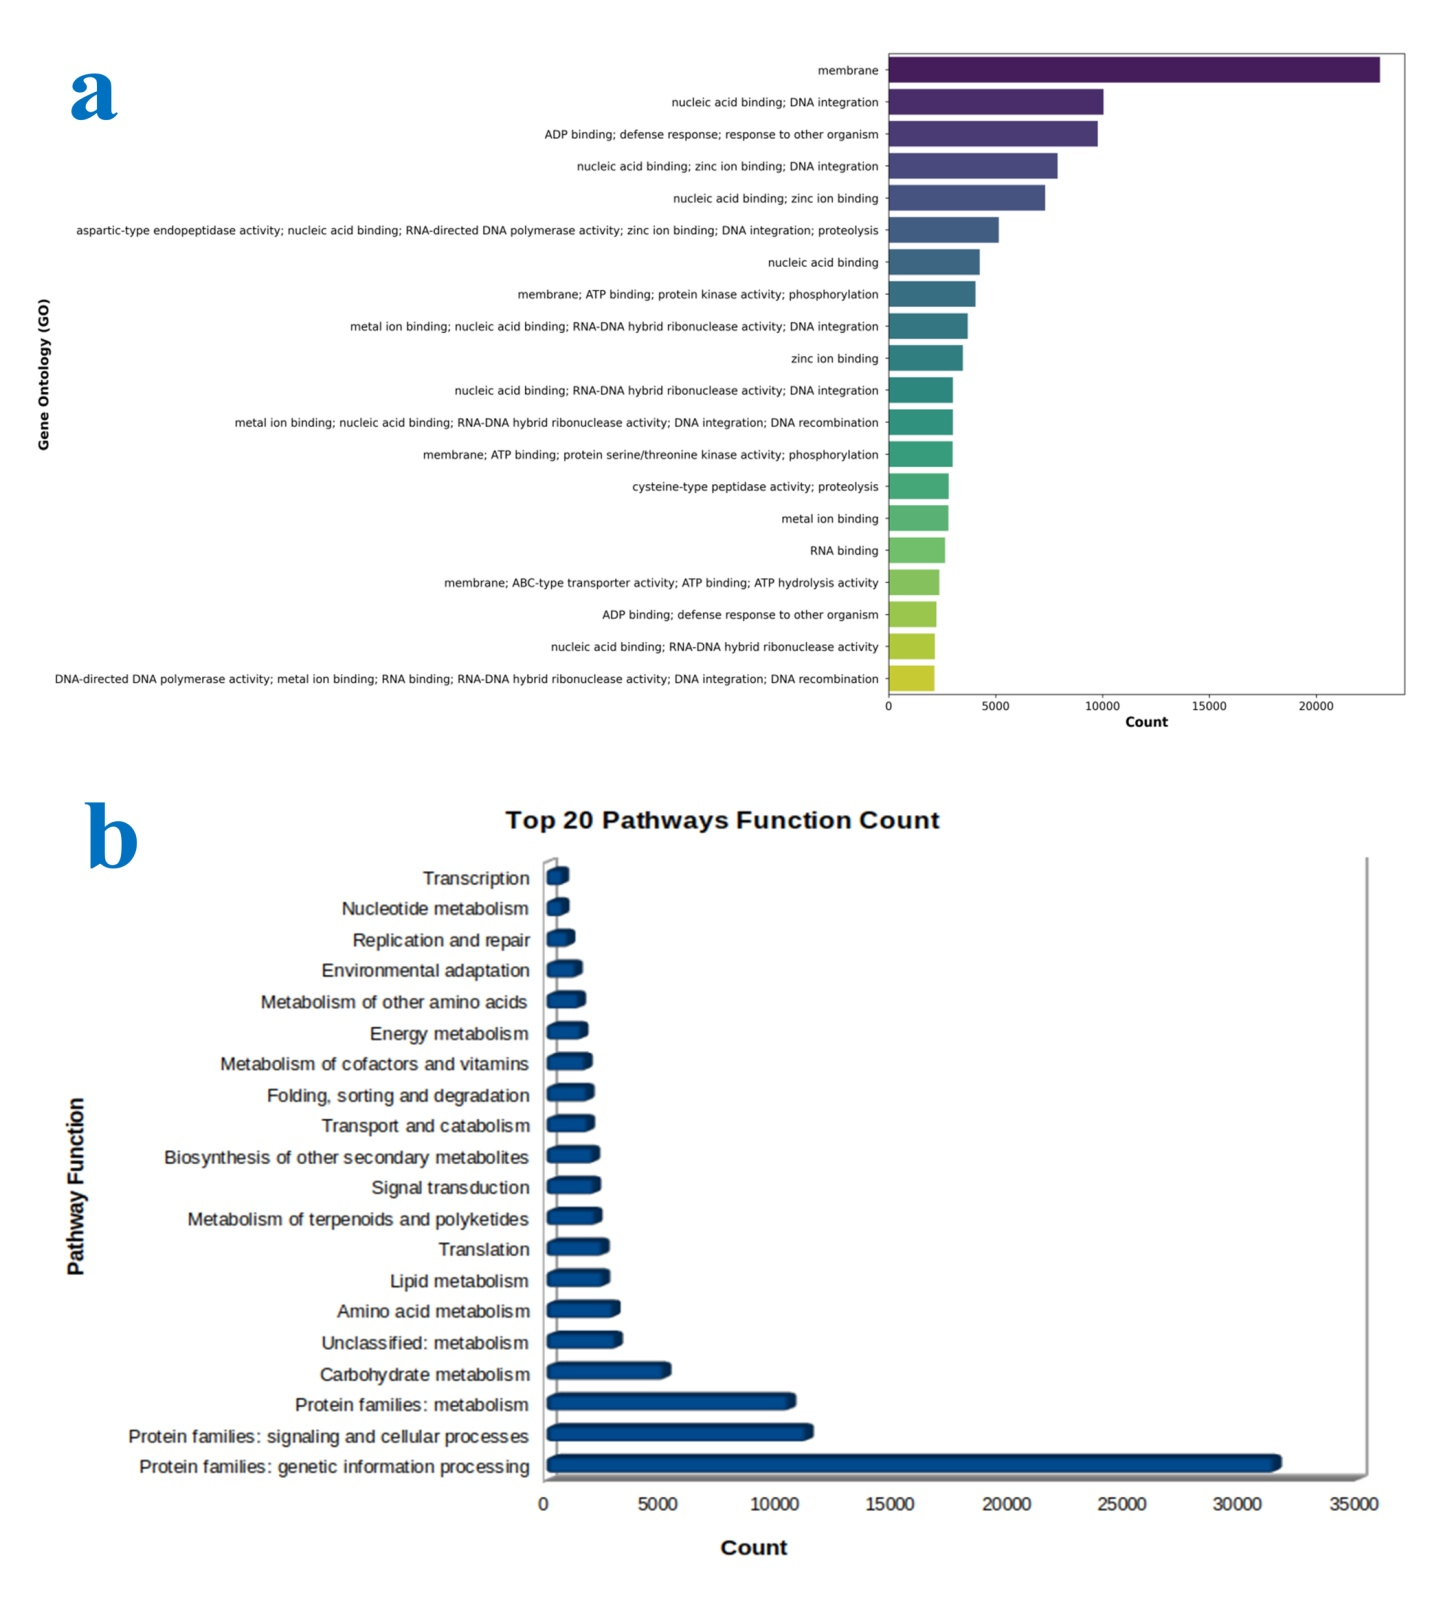 a
membrane
nucleic acid binding; DNA integration
ADP binding; defense response; response to other organism
nucleic acid binding; zinc ion binding; DNA integration
nucleic acid binding; zinc ion binding
aspartic-type endopeptidase activity; nucleic acid binding; RNA-directed DNA polymerase activity; zinc ion binding; DNA integration; proteolysis
nucleic acid binding
membrane; ATP binding; protein kinase activity; phosphorylation
metal ion binding; nucleic acid binding; RNA-DNA hybrid ribonuclease activity; DNA integration
zinc ion binding
nucleic acid binding; RNA-DNA hybrid ribonuclease activity; DNA integration
metal ion binding; nucleic acid binding; RNA-DNA hybrid ribonuclease activity; DNA integration; DNA recombination
membrane; ATP binding; protein serine/threonine kinase activity; phosphorylation
cysteine-type peptidase activity; proteolysis
metal ion binding
RNA binding
membrane; ABC-type transporter activity; ATP binding; ATP hydrolysis activity
ADP binding; defense response to other organism
nucleic acid binding; RNA-DNA hybrid ribonuclease activity
DNA-directed DNA polymerase activity; metal ion binding; RNA binding; RNA-DNA hybrid ribonuclease activity; DNA integration; DNA recombination
Gene Ontology (GO)
0 5000 10000 15000 20000
Count
b
Top 20 Pathways Function Count
Transcription
Nucleotide metabolism
Replication and repair
Environmental adaptation
Metabolism of other amino acids
Energy metabolism
Metabolism of cofactors and vitamins
Folding, sorting and degradation
Transport and catabolism
Biosynthesis of other secondary metabolites
Signal transduction
Metabolism of terpenoids and polyketides
Translation
Lipid metabolism
Amino acid metabolism
Unclassified: metabolism
Carbohydrate metabolism
Protein families: metabolism
Protein families: signaling and cellular processes
Protein families: genetic information processing
Pathway Function
0 5000 10000 15000 20000 25000 30000 35000
Count